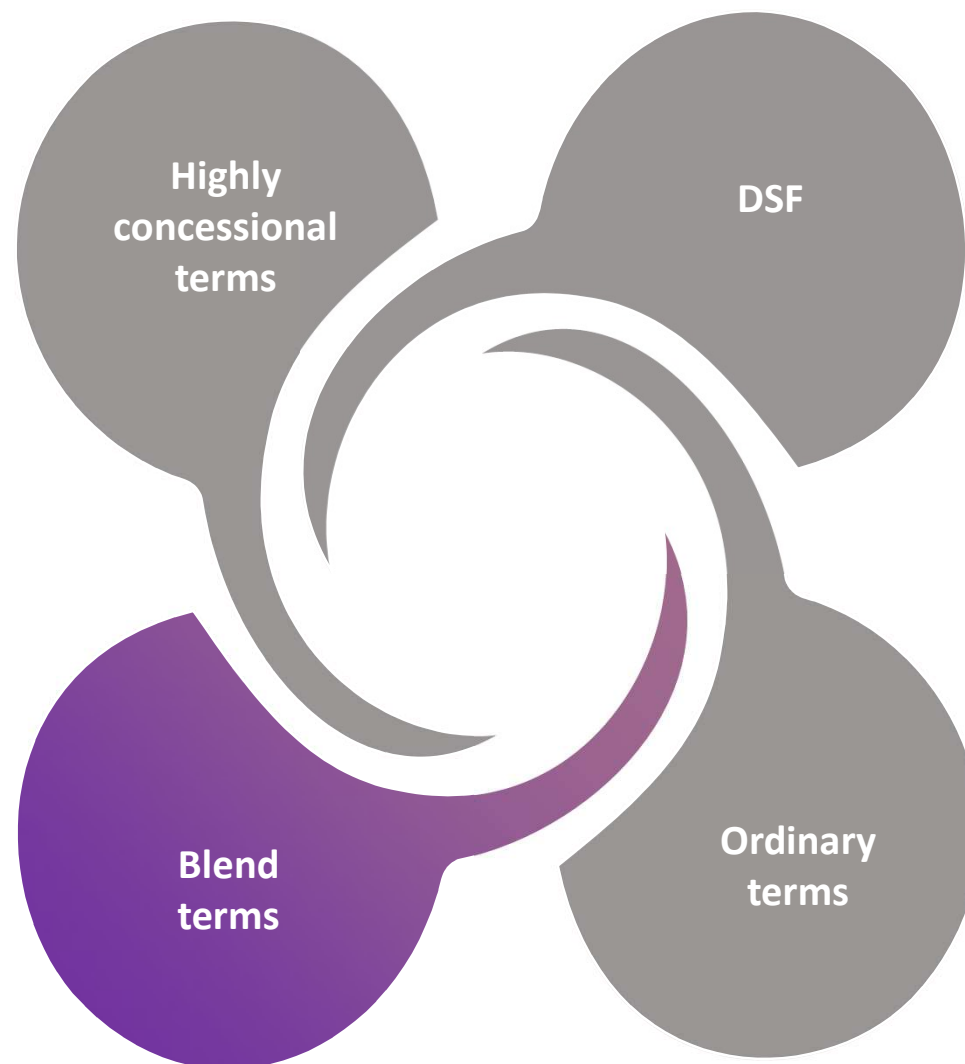 Highly
concessional
terms
DSF
Blend
terms
Ordinary
terms